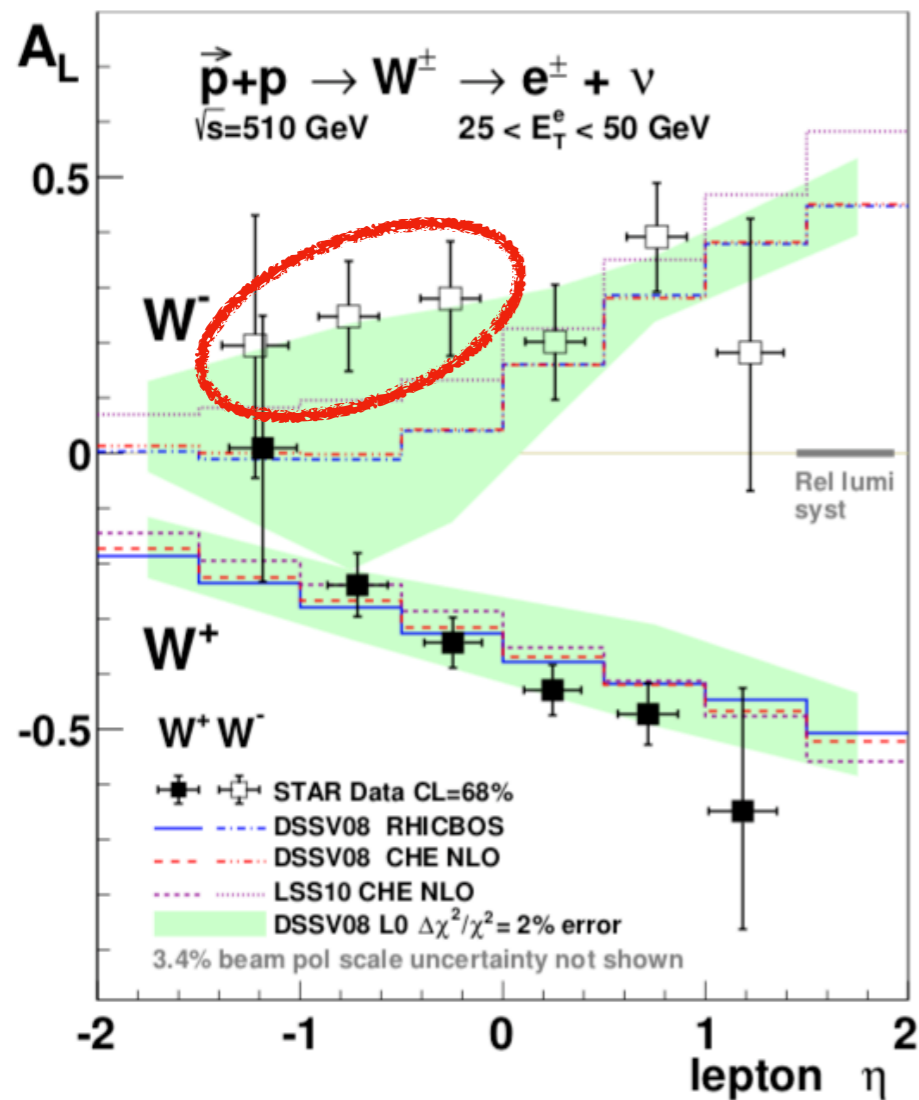 A_L
p⃗+p → W^± → e^± + ν
√s=510 GeV 25 < E_T^e < 50 GeV
0.5
W^-
0
Rel lumi
syst
W^+
-0.5
W^+ W^-
STAR Data CL=68%
DSSV08 RHICBOS
DSSV08 CHE NLO
LSS10 CHE NLO
DSSV08 L0 Δχ²/χ²= 2% error
3.4% beam pol scale uncertainty not shown
-2 -1 0 1 2
lepton η